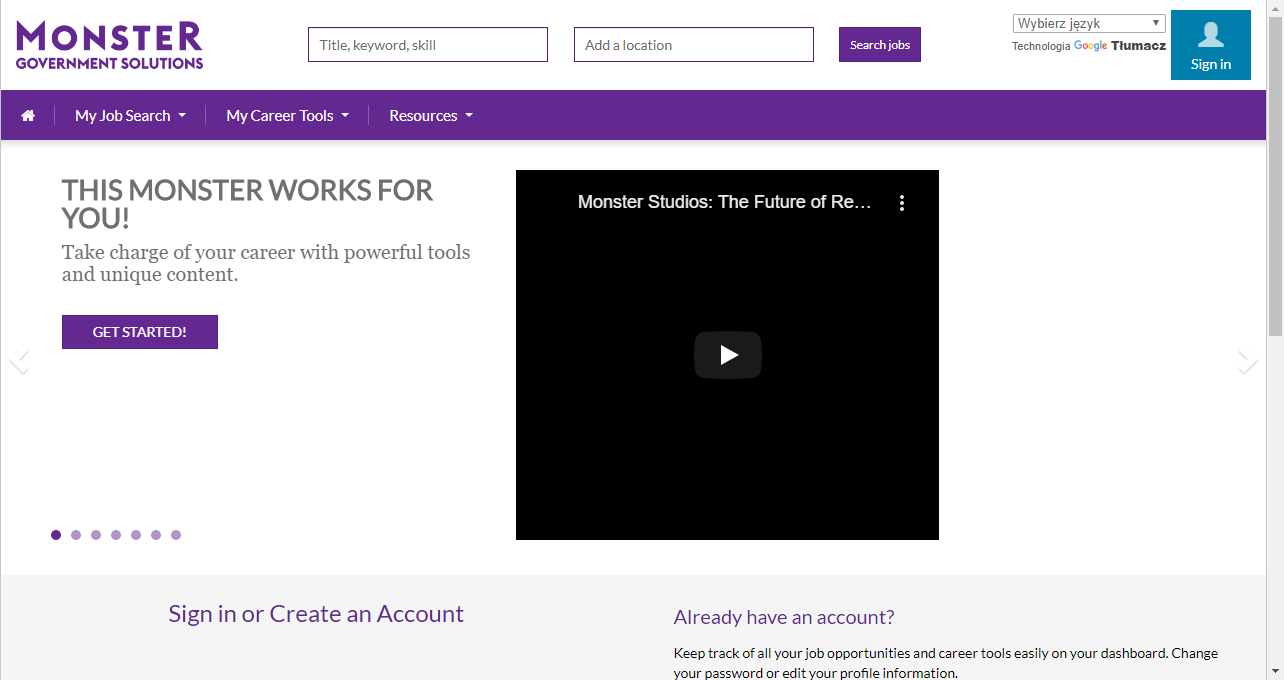 MONSTER
GOVERNMENT SOLUTIONS
Title, keyword, skill
Add a location
Search jobs
Wybierz język
Technologia Google Tłumacz
Sign in
My Job Search
My Career Tools
Resources
THIS MONSTER WORKS FOR
YOU!
Take charge of your career with powerful tools
and unique content.
GET STARTED!
Monster Studios: The Future of Re...
Sign in or Create an Account
Already have an account?
Keep track of all your job opportunities and career tools easily on your dashboard. Change
your password or edit your profile information.